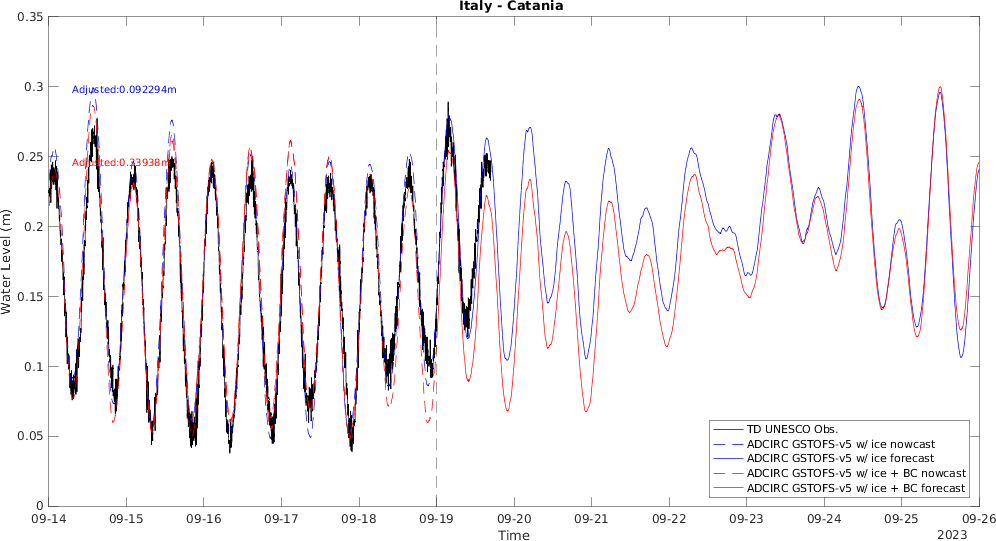 Italy - Catania
0.35
0.3
0.25
0.2
0.15
0.1
0.05
0
Water Level (m)
Adjusted:0.092294m
Adjusted:0.33938m
TD UNESCO Obs.
ADCIRC GSTOFS-v5 w/ ice nowcast
ADCIRC GSTOFS-v5 w/ ice forecast
ADCIRC GSTOFS-v5 w/ ice + BC nowcast
ADCIRC GSTOFS-v5 w/ ice + BC forecast
09-14 09-15 09-16 09-17 09-18 09-19 09-20 09-21 09-22 09-23 09-24 09-25 09-26
Time
2023